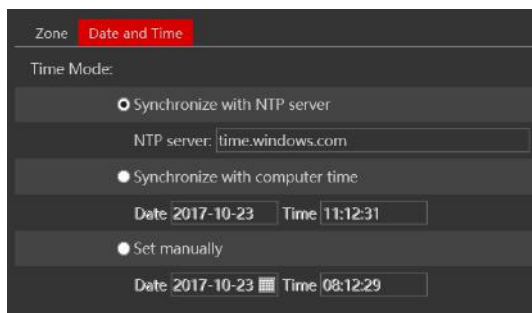 Zone Date and Time
Time Mode:
Synchronize with NTP server
NTP server: time.windows.com
Synchronize with computer time
Date 2017-10-23 Time 11:12:31
Set manually
Date 2017-10-23 Time 08:12:29